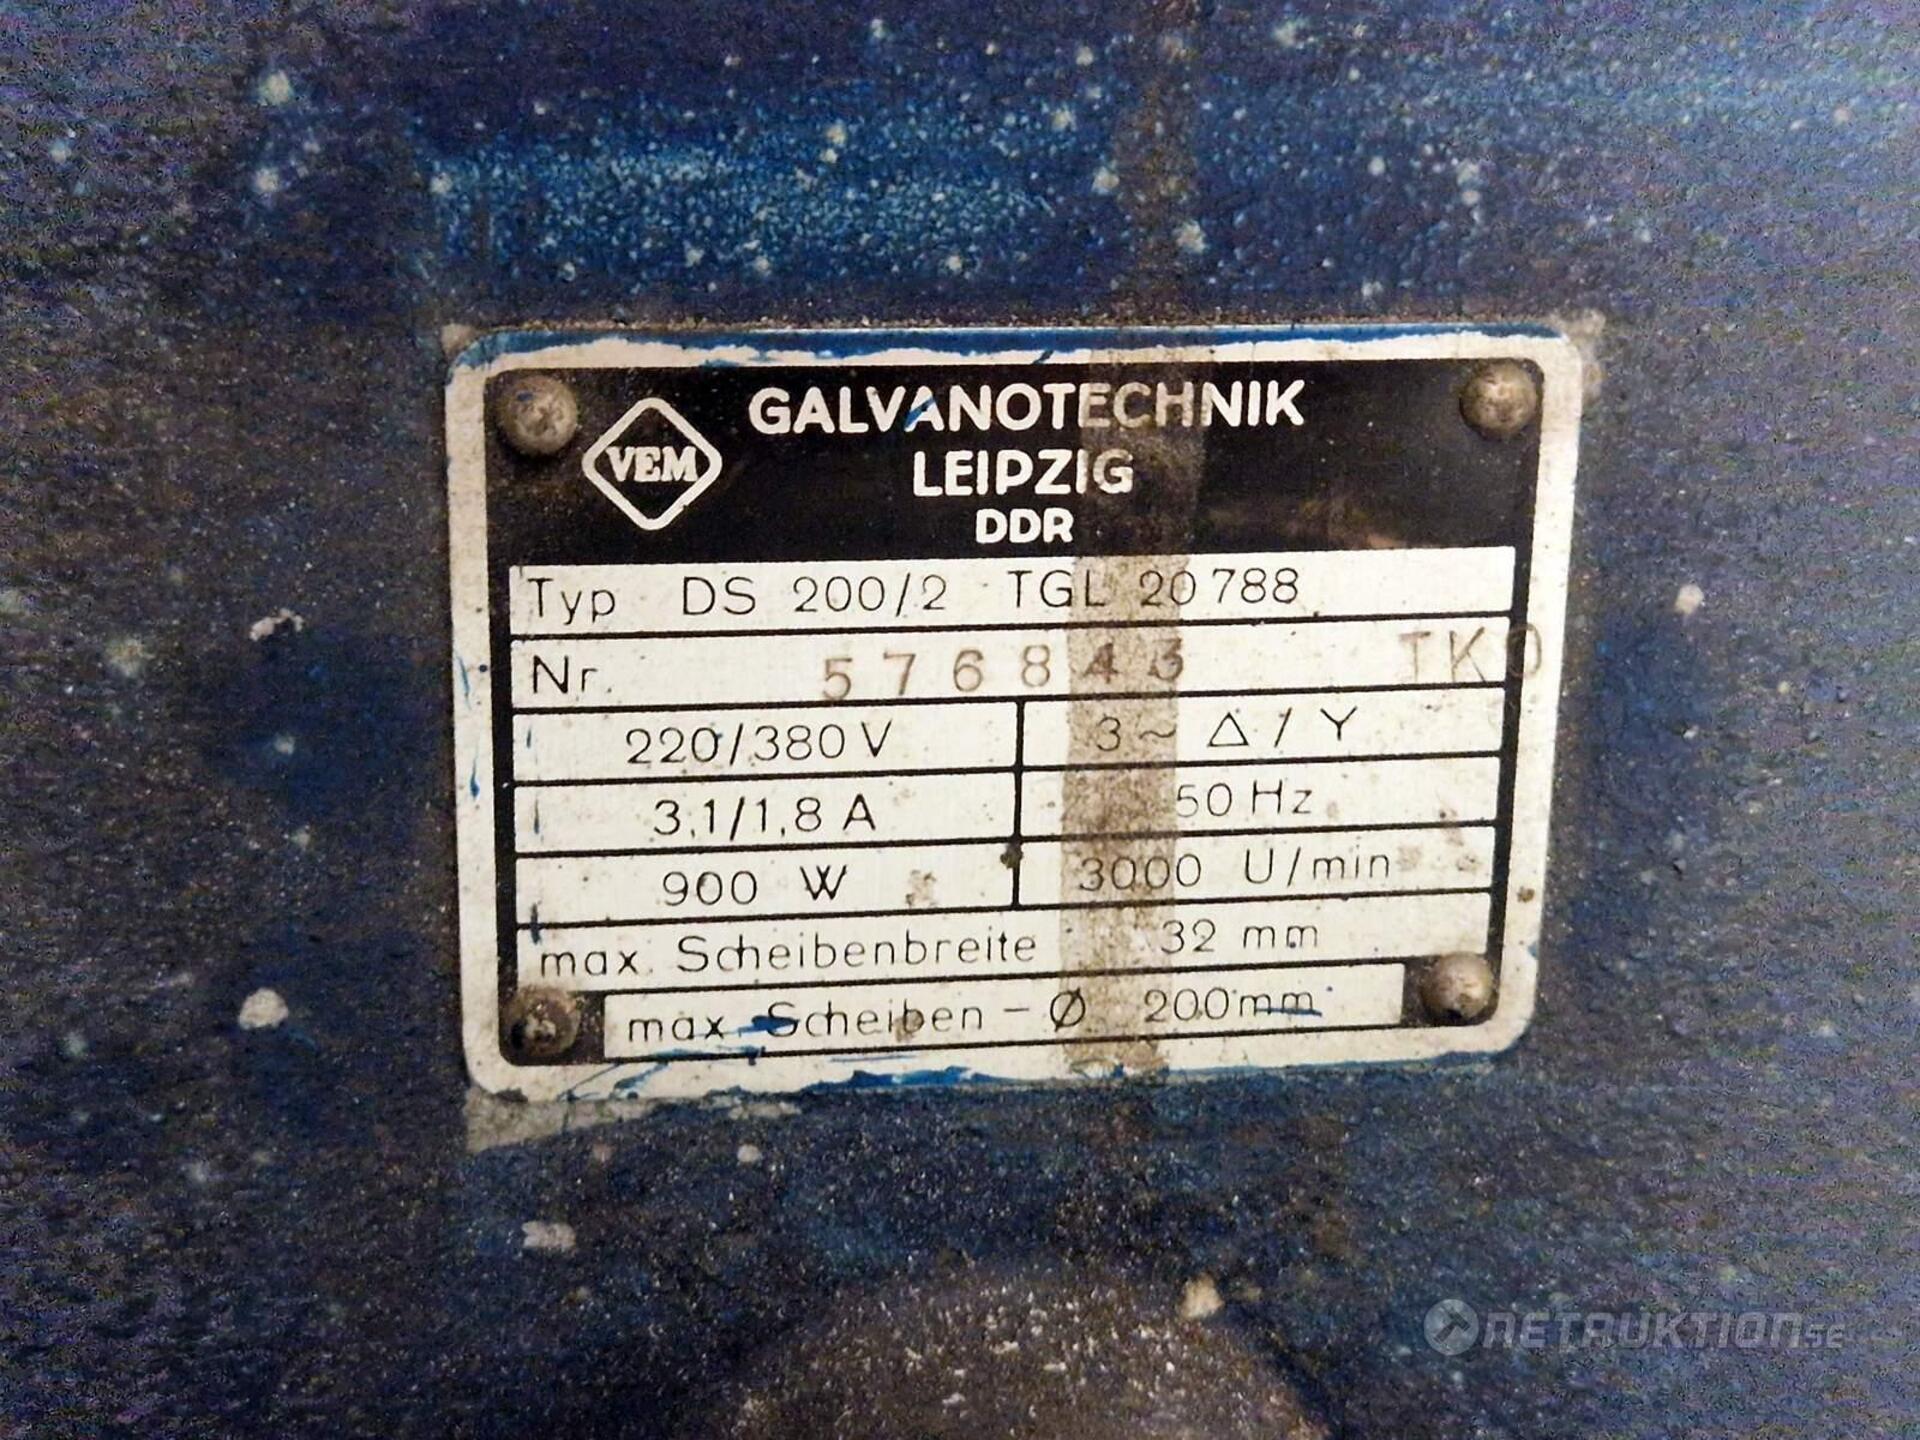 VEM
GALVANOTECHNIK
LEIPZIG
DDR
Typ DS 200/2 TGL 20788
Nr. 576843 TKO
220/380 V 3 ~ Δ / Y
3,1/1,8 A 50 Hz
900 W 3000 U/min
max. Scheibenbreite 32 mm
max. Scheiben - Ø 200mm
NETRUKTION.SE